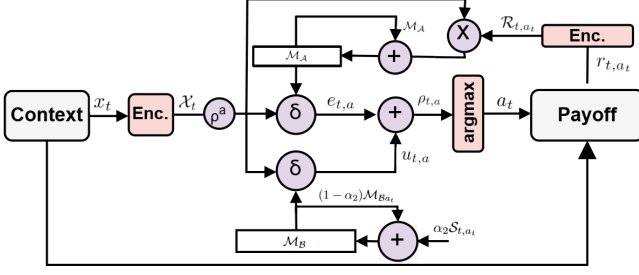 X
ℛ_{t,a_t}
Enc.
ℳ_𝒜
ℳ_𝒜
+
r_{t,a_t}
Context
x_t
Enc.
𝒳_t
ρ^a
δ
e_{t,a}
+
ρ_{t,a}
argmax
a_t
Payoff
δ
u_{t,a}
(1 − α_2)ℳ_{ℬa_t}
ℳ_ℬ
+
α_2𝒮_{t,a_t}